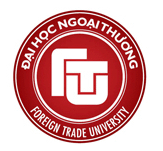 ĐẠI HỌC NGOẠI THƯƠNG
FTU
FOREIGN TRADE UNIVERSITY